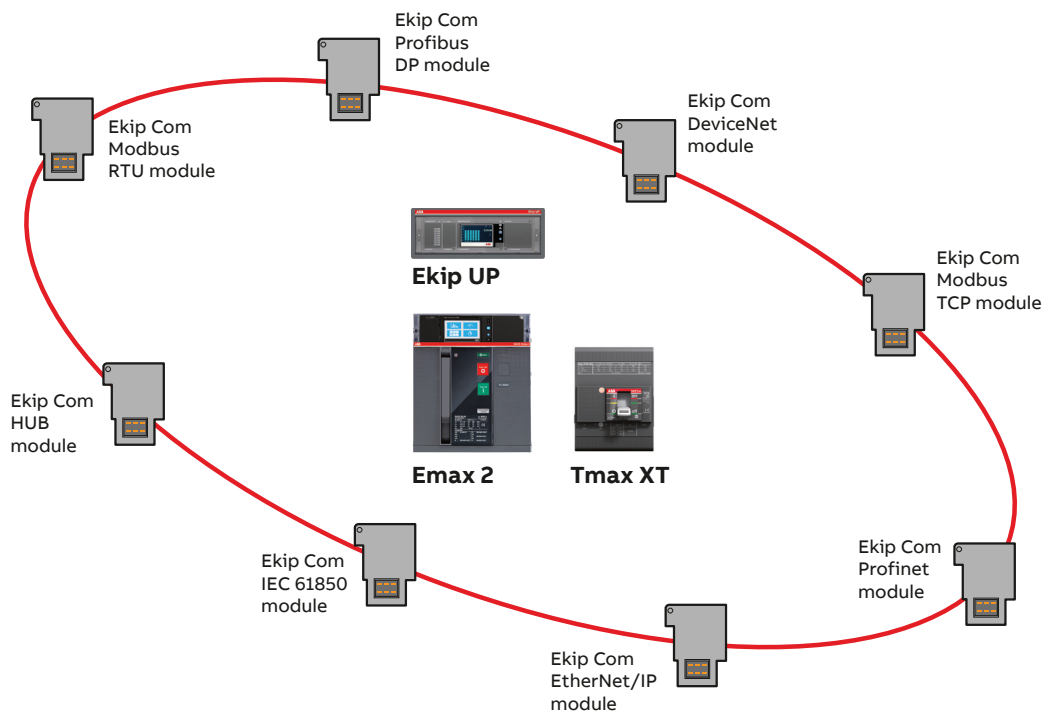 Ekip Com
Profibus
DP module
Ekip Com
DeviceNet
module
Ekip Com
Modbus
RTU module
ABB
Ekip UP
Ekip Com
Modbus
TCP module
Emax 2
ABB
Tmax XT
Ekip Com
HUB
module
Ekip Com
IEC 61850
module
Ekip Com
Profinet
module
Ekip Com
EtherNet/IP
module